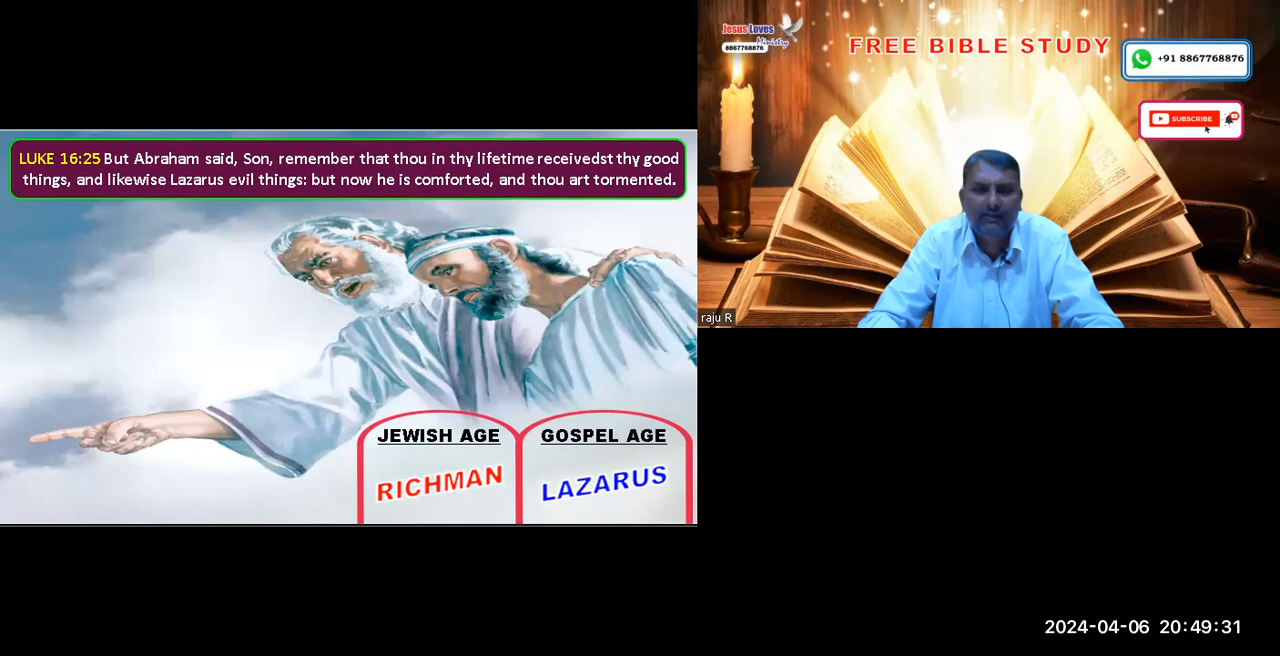 LUKE 16:25 But Abraham said, Son, remember that thou in thy lifetime receivedst thy good
things, and likewise Lazarus evil things: but now he is comforted, and thou art tormented.
JEWISH AGE
GOSPEL AGE
RICHMAN
LAZARUS
Jesus Loves
Ministry
8867768876
FREE BIBLE STUDY
+91 8867768876
SUBSCRIBE
raju R
2024-04-06 20:49:31